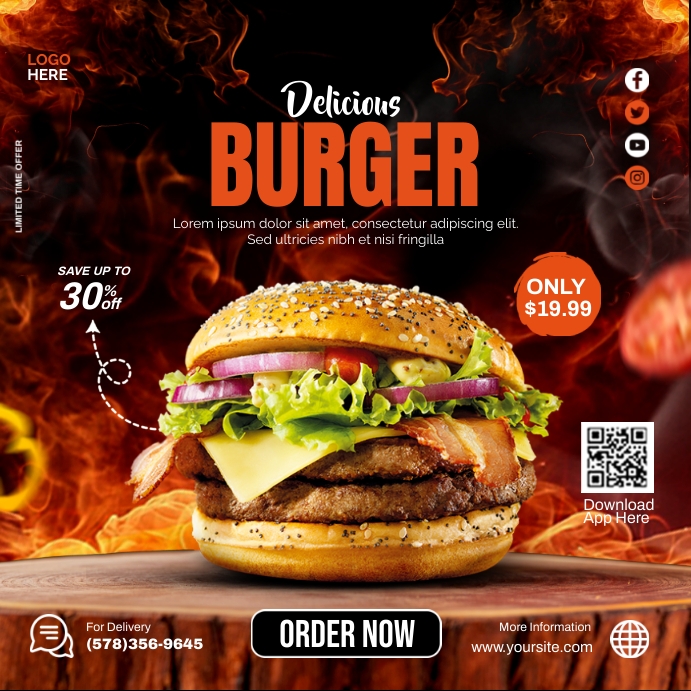 LOGO
HERE
LIMITED TIME OFFER
Delicious
BURGER
Lorem ipsum dolor sit amet, consectetur adipiscing elit.
Sed ultricies nibh et nisi fringilla
SAVE UP TO
30% off
ONLY
$19.99
Download
App Here
For Delivery
(578)356-9645
ORDER NOW
More Information
www.yoursite.com